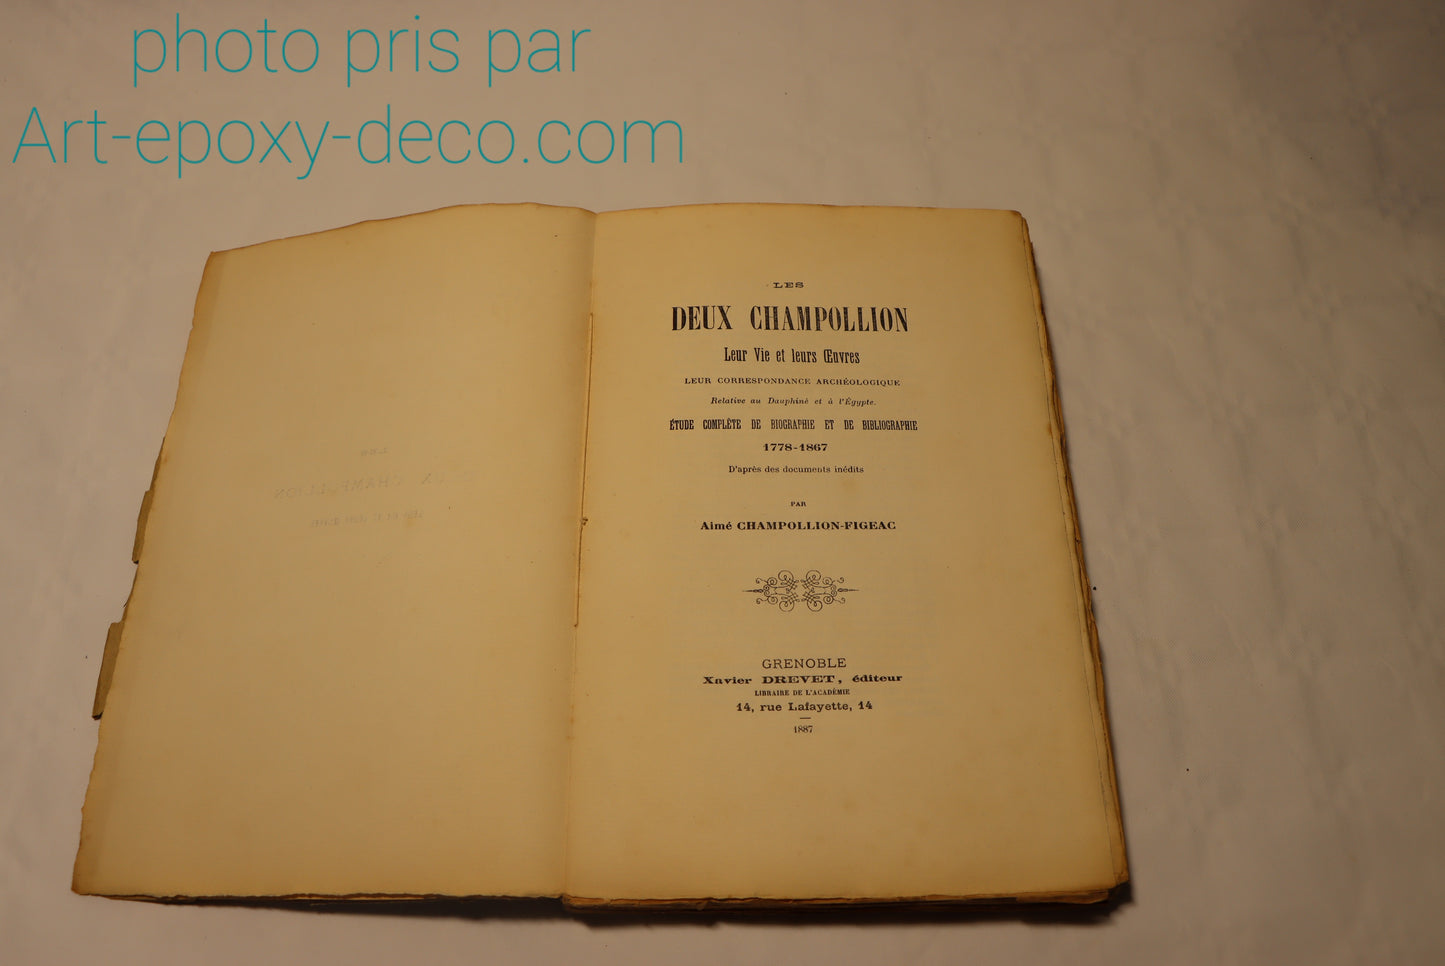 photo pris par
Art-epoxy-deco.com
LES
DEUX CHAMPOLLION
Leur Vie et leurs Œuvres
LEUR CORRESPONDANCE ARCHÉOLOGIQUE
Relative au Dauphiné et à l'Égypte.
ÉTUDE COMPLÈTE DE BIOGRAPHIE ET DE BIBLIOGRAPHIE
1778-1867
D'après des documents inédits
PAR
Aimé CHAMPOLLION-FIGEAC
GRENOBLE
Xavier DREVET, éditeur
LIBRAIRE DE L'ACADÉMIE
14, rue Lafayette, 14
1887